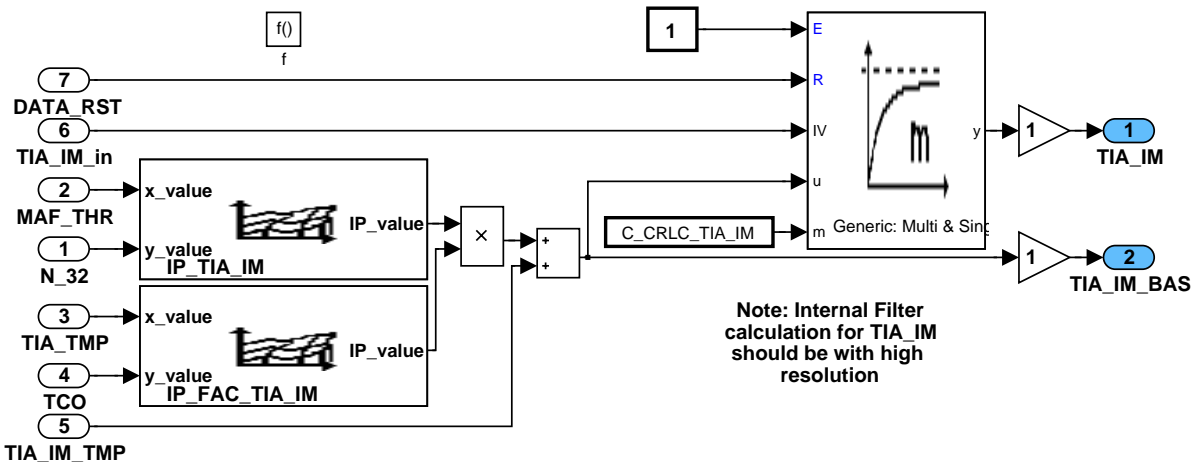 f()
f
1
E
7
DATA_RST
R
6
TIA_IM_in
IV
y
1
1
TIA_IM
2
MAF_THR
x_value
IP_value
1
N_32
y_value
IP_TIA_IM
×
+
+
u
C_CRLC_TIA_IM
m
Generic: Multi & Sing
1
2
TIA_IM_BAS
3
TIA_TMP
x_value
IP_value
4
TCO
y_value
IP_FAC_TIA_IM
5
TIA_IM_TMP
Note: Internal Filter
calculation for TIA_IM
should be with high
resolution